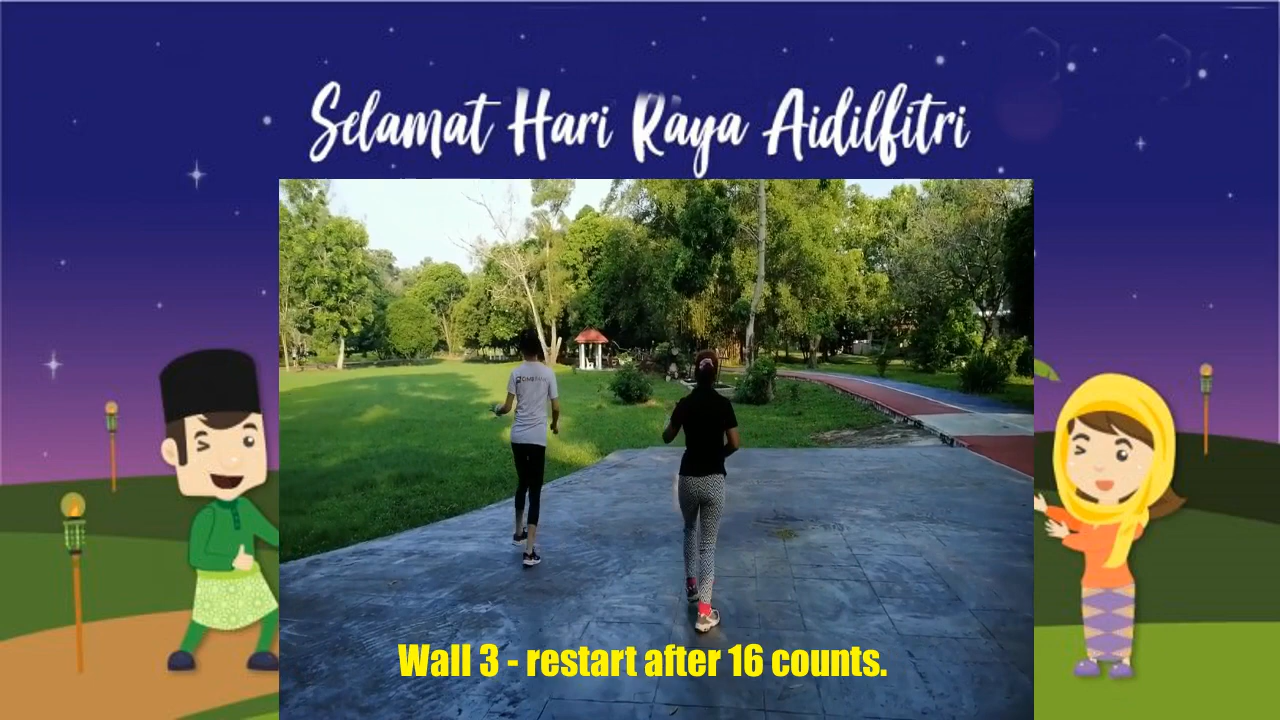 Selamat Hari Raya Aidilfitri
Wall 3 - restart after 16 counts.